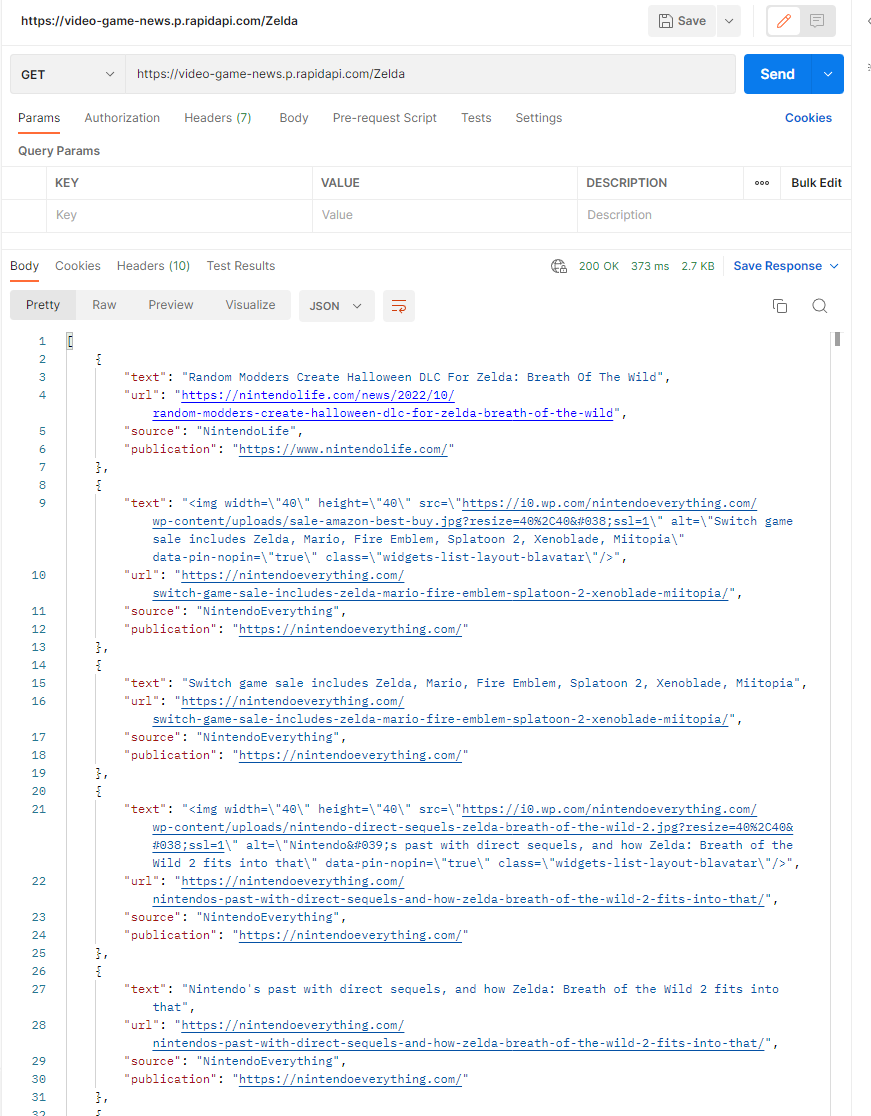 https://video-game-news.p.rapidapi.com/Zelda
Save
GET
https://video-game-news.p.rapidapi.com/Zelda
Send
Params
Authorization
Headers (7)
Body
Pre-request Script
Tests
Settings
Cookies
Query Params
KEY
VALUE
DESCRIPTION
Bulk Edit
Key
Value
Description
Body
Cookies
Headers (10)
Test Results
200 OK
373 ms
2.7 KB
Save Response
Pretty
Raw
Preview
Visualize
JSON
1 [
2 {
3 "text": "Random Modders Create Halloween DLC For Zelda: Breath Of The Wild",
4 "url": "https://nintendolife.com/news/2022/10/
random-modders-create-halloween-dlc-for-zelda-breath-of-the-wild",
5 "source": "NintendoLife",
6 "publication": "https://www.nintendolife.com/"
7 },
8 {
9 "text": "<img width=\"40\" height=\"40\" src=\"https://i0.wp.com/nintendoeverything.com/
wp-content/uploads/sale-amazon-best-buy.jpg?resize=40%2C40&#038;ssl=1\" alt=\"Switch game
sale includes Zelda, Mario, Fire Emblem, Splatoon 2, Xenoblade, Miitopia\"
data-pin-nopin=\"true\" class=\"widgets-list-layout-blavatar\"/>",
10 "url": "https://nintendoeverything.com/
switch-game-sale-includes-zelda-mario-fire-emblem-splatoon-2-xenoblade-miitopia/",
11 "source": "NintendoEverything",
12 "publication": "https://nintendoeverything.com/"
13 },
14 {
15 "text": "Switch game sale includes Zelda, Mario, Fire Emblem, Splatoon 2, Xenoblade, Miitopia",
16 "url": "https://nintendoeverything.com/
switch-game-sale-includes-zelda-mario-fire-emblem-splatoon-2-xenoblade-miitopia/",
17 "source": "NintendoEverything",
18 "publication": "https://nintendoeverything.com/"
19 },
20 {
21 "text": "<img width=\"40\" height=\"40\" src=\"https://i0.wp.com/nintendoeverything.com/
wp-content/uploads/nintendo-direct-sequels-zelda-breath-of-the-wild-2.jpg?resize=40%2C40&
#038;ssl=1\" alt=\"Nintendo&#039;s past with direct sequels, and how Zelda: Breath of the
Wild 2 fits into that\" data-pin-nopin=\"true\" class=\"widgets-list-layout-blavatar\"/>",
22 "url": "https://nintendoeverything.com/
nintendos-past-with-direct-sequels-and-how-zelda-breath-of-the-wild-2-fits-into-that/",
23 "source": "NintendoEverything",
24 "publication": "https://nintendoeverything.com/"
25 },
26 {
27 "text": "Nintendo's past with direct sequels, and how Zelda: Breath of the Wild 2 fits into
that",
28 "url": "https://nintendoeverything.com/
nintendos-past-with-direct-sequels-and-how-zelda-breath-of-the-wild-2-fits-into-that/",
29 "source": "NintendoEverything",
30 "publication": "https://nintendoeverything.com/"
31 },
32 {